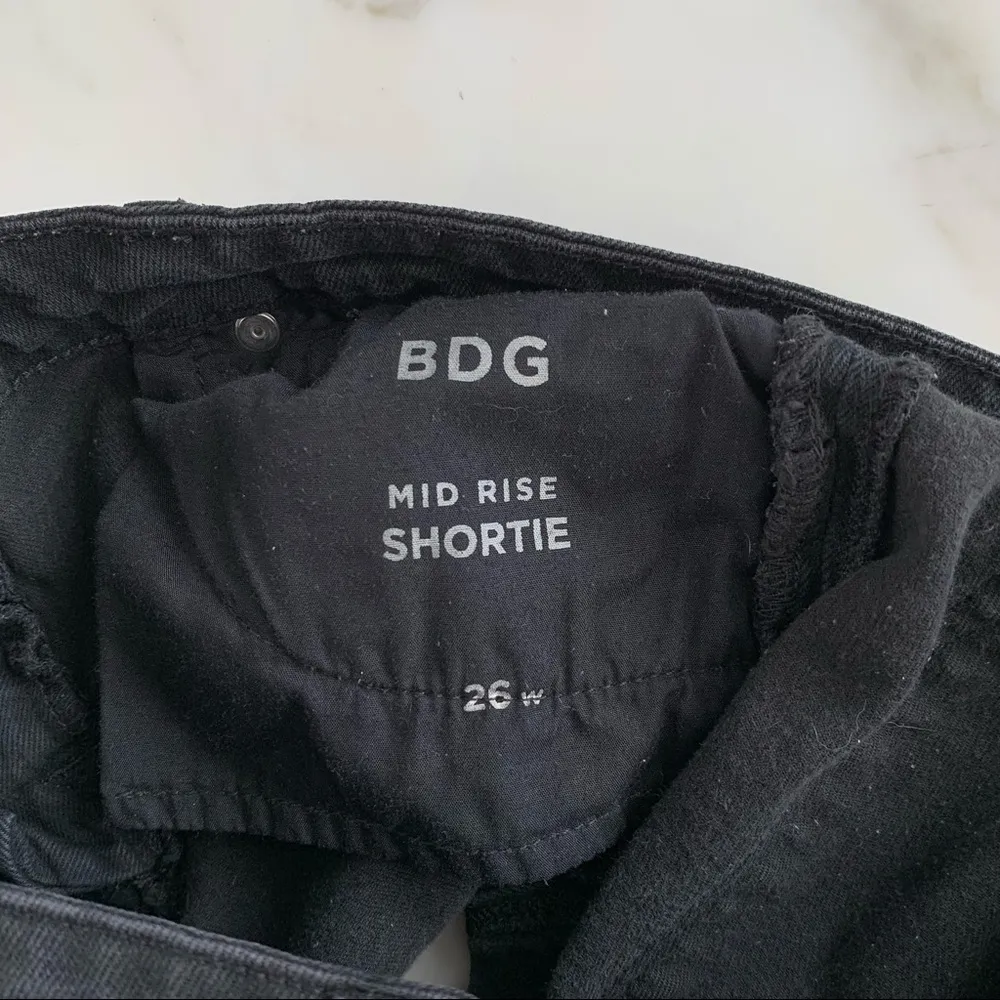 BDG
MID RISE
SHORTIE
26 W